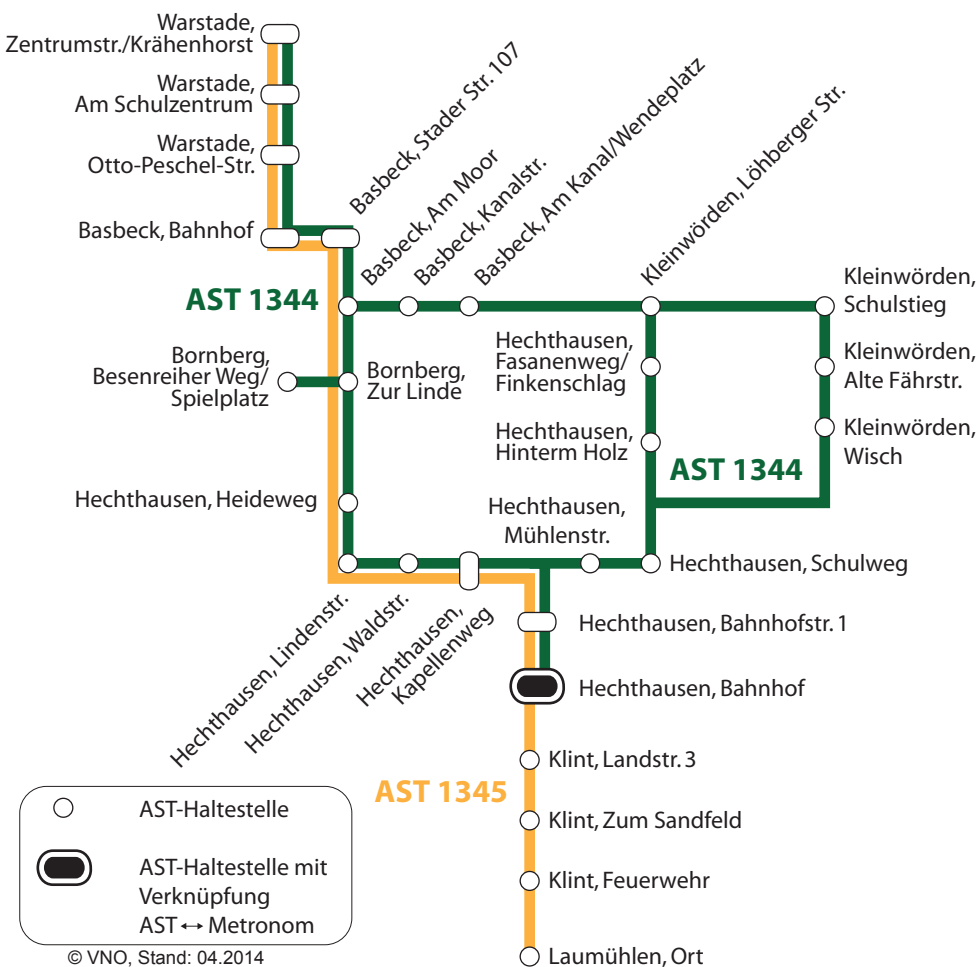 Warstade,
Zentrumstr./Krähenhorst
Warstade,
Am Schulzentrum
Warstade,
Otto-Peschel-Str.
Basbeck, Bahnhof
Basbeck, Stader Str. 107
Basbeck, Am Moor
Basbeck, Kanalstr.
Basbeck, Am Kanal/Wendeplatz
Kleinwörden, Löhberger Str.
Kleinwörden,
Schulstieg
AST 1344
Bornberg,
Besenreiher Weg/
Spielplatz
Bornberg,
Zur Linde
Hechthausen,
Fasanenweg/
Finkenschlag
Kleinwörden,
Alte Fährstr.
Hechthausen,
Hinterm Holz
Kleinwörden,
Wisch
AST 1344
Hechthausen, Heideweg
Hechthausen,
Mühlenstr.
Hechthausen, Schulweg
Hechthausen, Lindenstr.
Hechthausen, Waldstr.
Hechthausen,
Kapellenweg
Hechthausen, Bahnhofstr. 1
Hechthausen, Bahnhof
Klint, Landstr. 3
AST 1345
Klint, Zum Sandfeld
Klint, Feuerwehr
Laumühlen, Ort
AST-Haltestelle
AST-Haltestelle mit
Verknüpfung
AST ↔ Metronom
© VNO, Stand: 04.2014